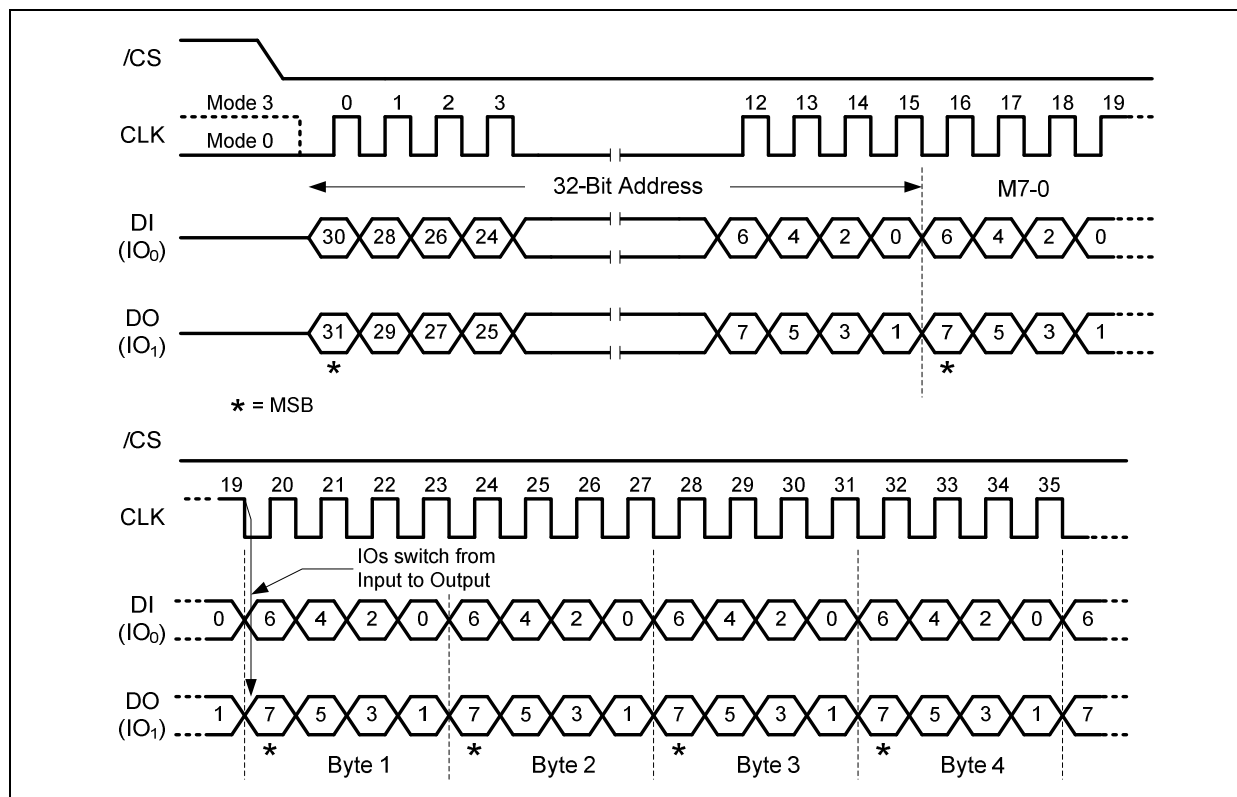 /CS
Mode 3 0 1 2 3 12 13 14 15 16 17 18 19
CLK
Mode 0
32-Bit Address M7-0
DI
(IO0) 30 28 26 24 6 4 2 0 6 4 2 0
DO
(IO1) 31 29 27 25 7 5 3 1 7 5 3 1
* *
* = MSB
/CS
19 20 21 22 23 24 25 26 27 28 29 30 31 32 33 34 35
CLK
IOs switch from
Input to Output
DI
(IO0) 0 6 4 2 0 6 4 2 0 6 4 2 0 6 4 2 0 6
DO
(IO1) 1 7 5 3 1 7 5 3 1 7 5 3 1 7 5 3 1 7
* * * *
Byte 1 Byte 2 Byte 3 Byte 4